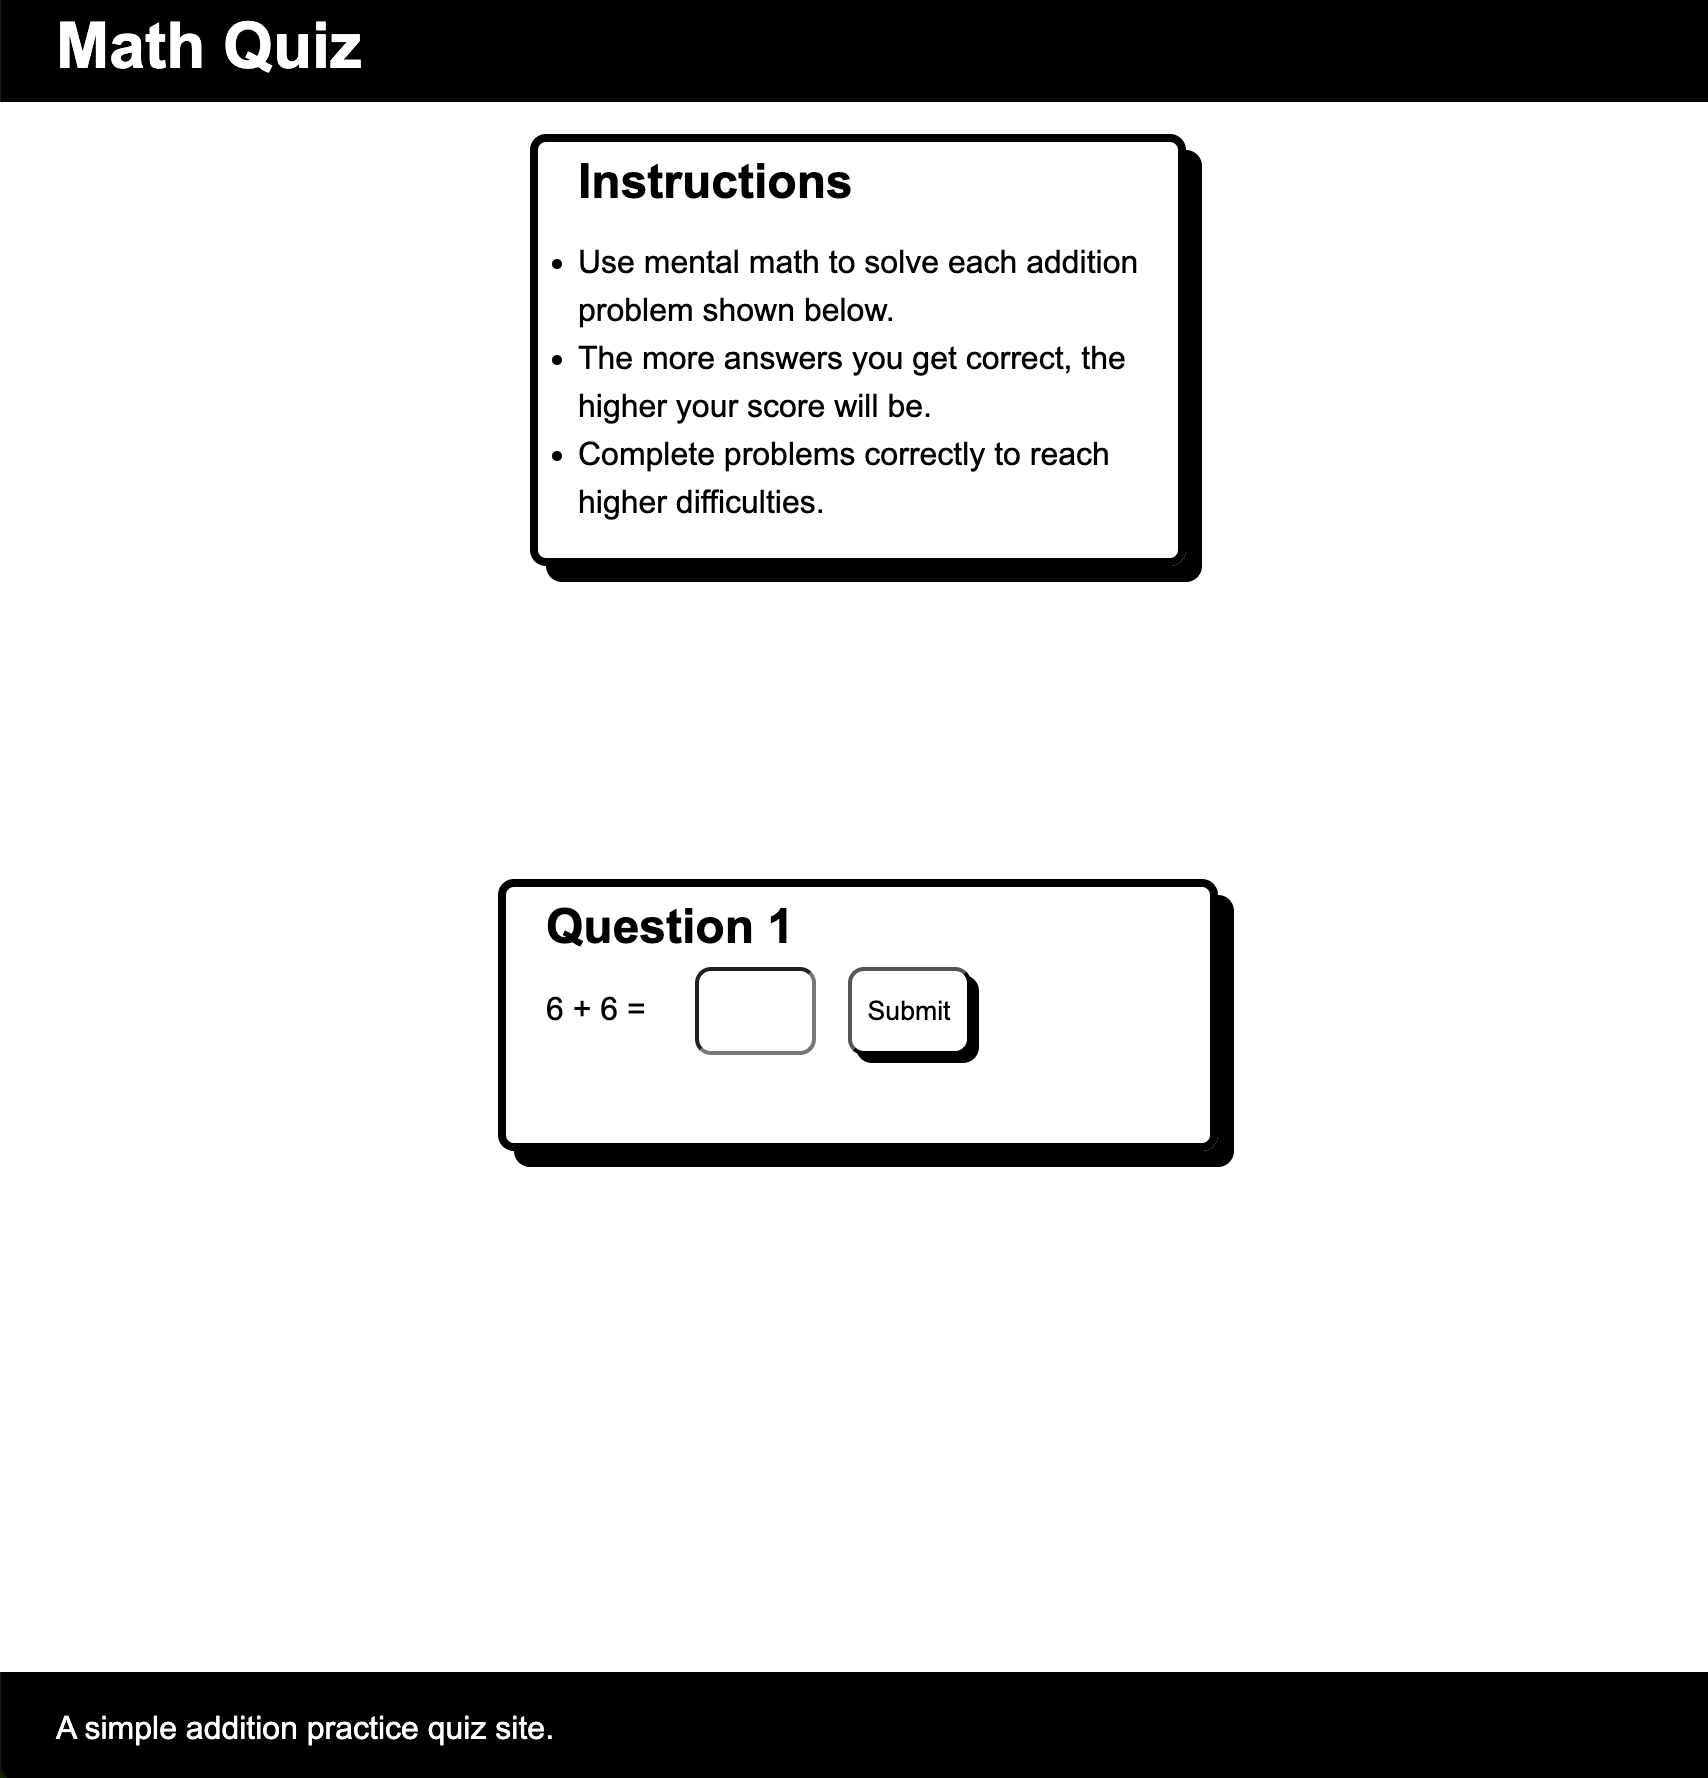 Math Quiz
Instructions
• Use mental math to solve each addition
problem shown below.
• The more answers you get correct, the
higher your score will be.
• Complete problems correctly to reach
higher difficulties.
Question 1
6 + 6 =
Submit
A simple addition practice quiz site.